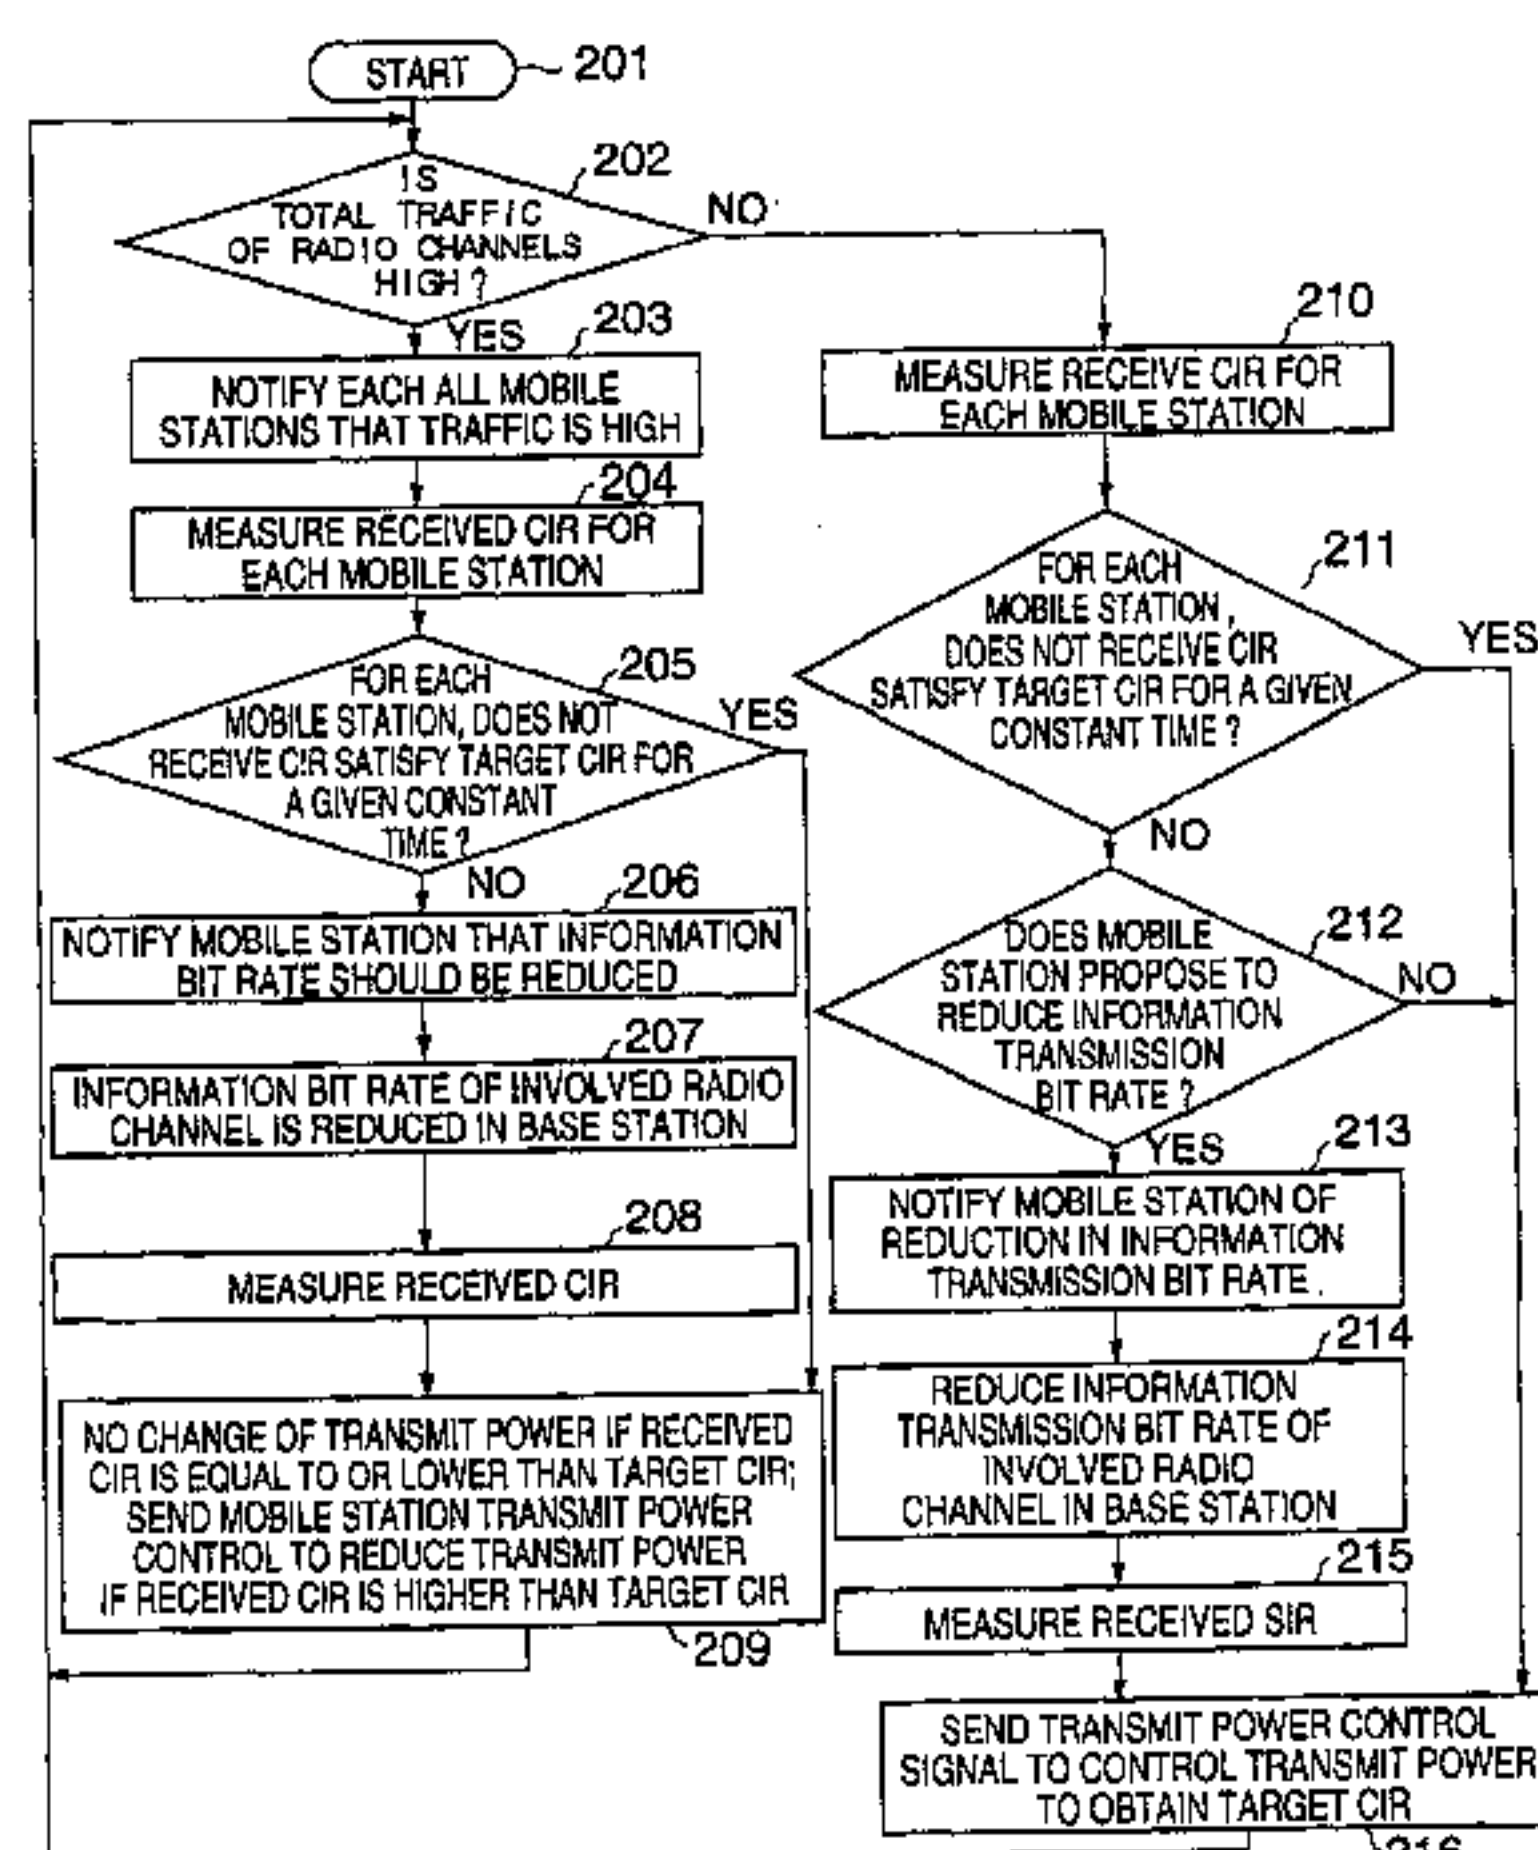 START
201
IS
TOTAL TRAFFIC
OF RADIO CHANNELS
HIGH ?
202
NO
YES
203
NOTIFY EACH ALL MOBILE
STATIONS THAT TRAFFIC IS HIGH
204
MEASURE RECEIVED CIR FOR
EACH MOBILE STATION
205
FOR EACH
MOBILE STATION, DOES NOT
RECEIVE CIR SATISFY TARGET CIR FOR
A GIVEN CONSTANT
TIME ?
YES
NO
206
NOTIFY MOBILE STATION THAT INFORMATION
BIT RATE SHOULD BE REDUCED
207
INFORMATION BIT RATE OF INVOLVED RADIO
CHANNEL IS REDUCED IN BASE STATION
208
MEASURE RECEIVED CIR
NO CHANGE OF TRANSMIT POWER IF RECEIVED
CIR IS EQUAL TO OR LOWER THAN TARGET CIR;
SEND MOBILE STATION TRANSMIT POWER
CONTROL TO REDUCE TRANSMIT POWER
IF RECEIVED CIR IS HIGHER THAN TARGET CIR
209
210
MEASURE RECEIVE CIR FOR
EACH MOBILE STATION
211
FOR EACH
MOBILE STATION,
DOES NOT RECEIVE CIR
SATISFY TARGET CIR FOR A GIVEN
CONSTANT TIME ?
YES
NO
212
DOES MOBILE
STATION PROPOSE TO
REDUCE INFORMATION
TRANSMISSION
BIT RATE ?
NO
YES
213
NOTIFY MOBILE STATION OF
REDUCTION IN INFORMATION
TRANSMISSION BIT RATE.
214
REDUCE INFORMATION
TRANSMISSION BIT RATE OF
INVOLVED RADIO
CHANNEL IN BASE STATION
215
MEASURE RECEIVED SIR
SEND TRANSMIT POWER CONTROL
SIGNAL TO CONTROL TRANSMIT POWER
TO OBTAIN TARGET CIR
216